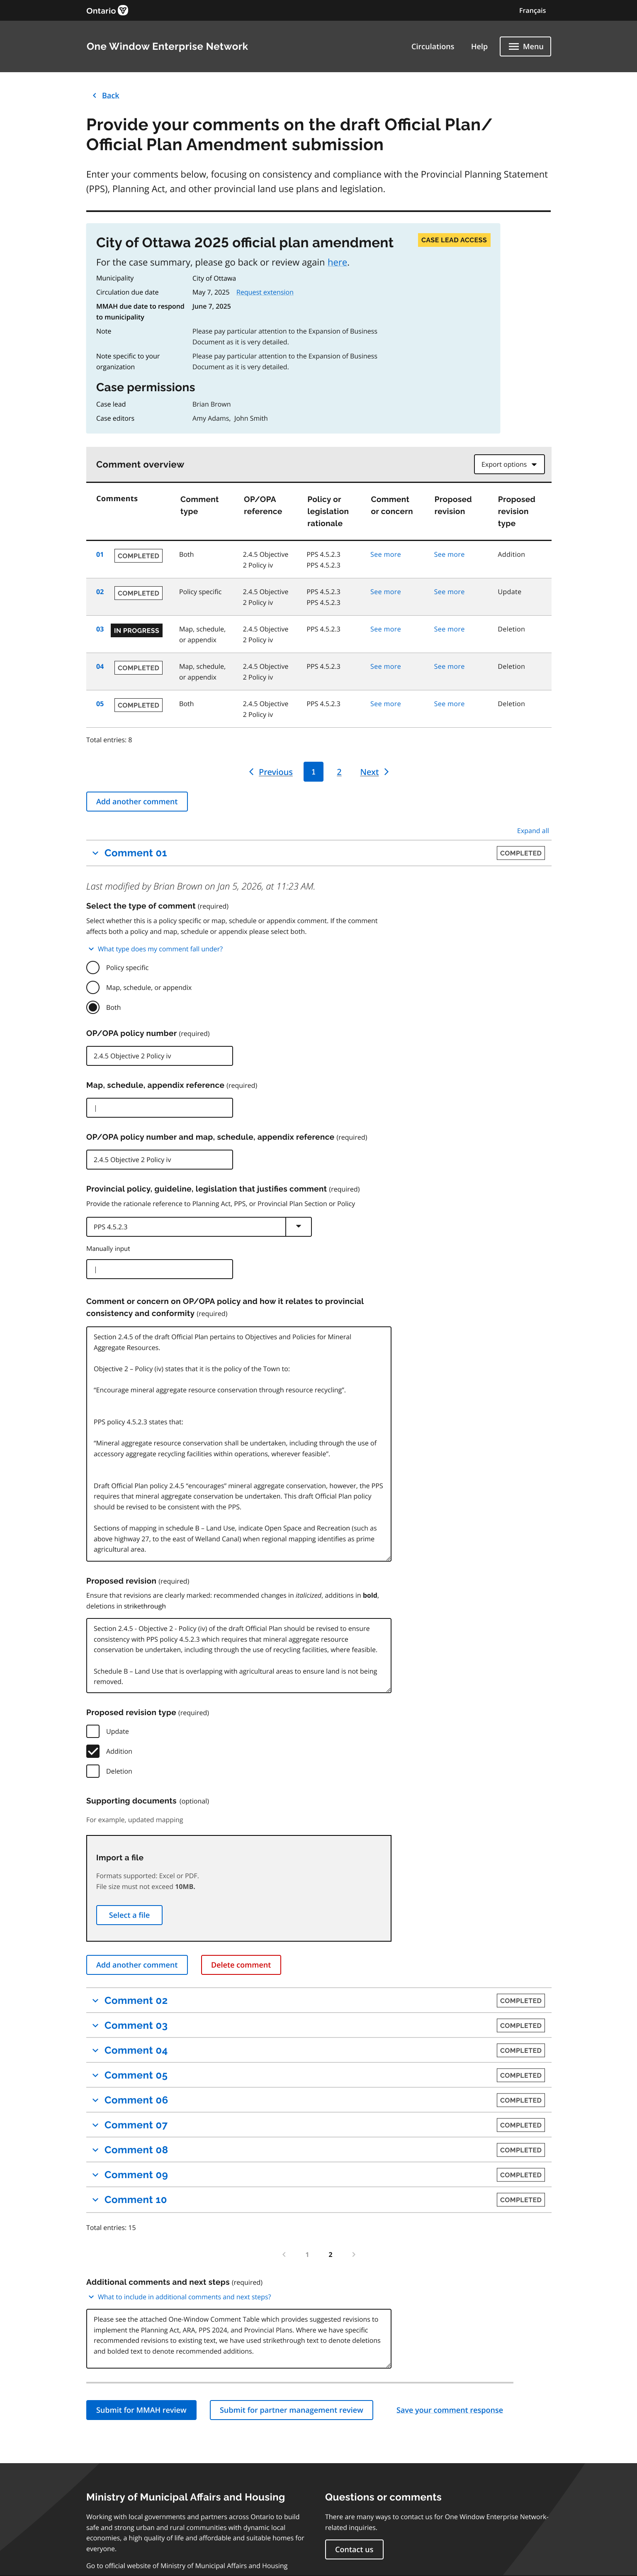 Ontario
Français
One Window Enterprise Network
Circulations
Help
Menu
Back
Provide your comments on the draft Official Plan/
Official Plan Amendment submission
Enter your comments below, focusing on consistency and compliance with the Provincial Planning Statement
(PPS), Planning Act, and other provincial land use plans and legislation.
City of Ottawa 2025 official plan amendment
CASE LEAD ACCESS
For the case summary, please go back or review again here.
Municipality City of Ottawa
Circulation due date May 7, 2025 Request extension
MMAH due date to respond June 7, 2025
to municipality
Note Please pay particular attention to the Expansion of Business
Document as it is very detailed.
Note specific to your Please pay particular attention to the Expansion of Business
organization Document as it is very detailed.
Case permissions
Case lead Brian Brown
Case editors Amy Adams, John Smith
Comment overview
Export options
Comments Comment OP/OPA Policy or Comment Proposed Proposed
type reference legislation or concern revision revision
rationale type
01 COMPLETED Both 2.4.5 Objective PPS 4.5.2.3 See more See more Addition
2 Policy iv PPS 4.5.2.3
02 COMPLETED Policy specific 2.4.5 Objective PPS 4.5.2.3 See more See more Update
2 Policy iv PPS 4.5.2.3
03 IN PROGRESS Map, schedule, 2.4.5 Objective PPS 4.5.2.3 See more See more Deletion
or appendix 2 Policy iv
04 COMPLETED Map, schedule, 2.4.5 Objective PPS 4.5.2.3 See more See more Deletion
or appendix 2 Policy iv
05 COMPLETED Both 2.4.5 Objective PPS 4.5.2.3 See more See more Deletion
2 Policy iv
Total entries: 8
Previous 1 2 Next
Add another comment
Expand all
Comment 01 COMPLETED
Last modified by Brian Brown on Jan 5, 2026, at 11:23 AM.
Select the type of comment (required)
Select whether this is a policy specific or map, schedule or appendix comment. If the comment
affects both a policy and map, schedule or appendix please select both.
What type does my comment fall under?
Policy specific
Map, schedule, or appendix
Both
OP/OPA policy number (required)
2.4.5 Objective 2 Policy iv
Map, schedule, appendix reference (required)
OP/OPA policy number and map, schedule, appendix reference (required)
2.4.5 Objective 2 Policy iv
Provincial policy, guideline, legislation that justifies comment (required)
Provide the rationale reference to Planning Act, PPS, or Provincial Plan Section or Policy
PPS 4.5.2.3
Manually input
Comment or concern on OP/OPA policy and how it relates to provincial
consistency and conformity (required)
Section 2.4.5 of the draft Official Plan pertains to Objectives and Policies for Mineral
Aggregate Resources.
Objective 2 – Policy (iv) states that it is the policy of the Town to:
“Encourage mineral aggregate resource conservation through resource recycling”.
PPS policy 4.5.2.3 states that:
“Mineral aggregate resource conservation shall be undertaken, including through the use of
accessory aggregate recycling facilities within operations, wherever feasible”.
Draft Official Plan policy 2.4.5 “encourages” mineral aggregate conservation, however, the PPS
requires that mineral aggregate conservation be undertaken. This draft Official Plan policy
should be revised to be consistent with the PPS.
Sections of mapping in schedule B – Land Use, indicate Open Space and Recreation (such as
above highway 27, to the east of Welland Canal) when regional mapping identifies as prime
agricultural area.
Proposed revision (required)
Ensure that revisions are clearly marked: recommended changes in italicized, additions in bold,
deletions in strikethrough
Section 2.4.5 - Objective 2 - Policy (iv) of the draft Official Plan should be revised to ensure
consistency with PPS policy 4.5.2.3 which requires that mineral aggregate resource
conservation be undertaken, including through the use of recycling facilities, where feasible.
Schedule B – Land Use that is overlapping with agricultural areas to ensure land is not being
removed.
Proposed revision type (required)
Update
Addition
Deletion
Supporting documents (optional)
For example, updated mapping
Import a file
Formats supported: Excel or PDF.
File size must not exceed 10MB.
Select a file
Add another comment
Delete comment
Comment 02 COMPLETED
Comment 03 COMPLETED
Comment 04 COMPLETED
Comment 05 COMPLETED
Comment 06 COMPLETED
Comment 07 COMPLETED
Comment 08 COMPLETED
Comment 09 COMPLETED
Comment 10 COMPLETED
Total entries: 15
1 2
Additional comments and next steps (required)
What to include in additional comments and next steps?
Please see the attached One-Window Comment Table which provides suggested revisions to
implement the Planning Act, ARA, PPS 2024, and Provincial Plans. Where we have specific
recommended revisions to existing text, we have used strikethrough text to denote deletions
and bolded text to denote recommended additions.
Submit for MMAH review
Submit for partner management review
Save your comment response
Ministry of Municipal Affairs and Housing
Working with local governments and partners across Ontario to build
safe and strong urban and rural communities with dynamic local
economies, a high quality of life and affordable and suitable homes for
everyone.
Go to official website of Ministry of Municipal Affairs and Housing
Questions or comments
There are many ways to contact us for One Window Enterprise Network-
related inquiries.
Contact us